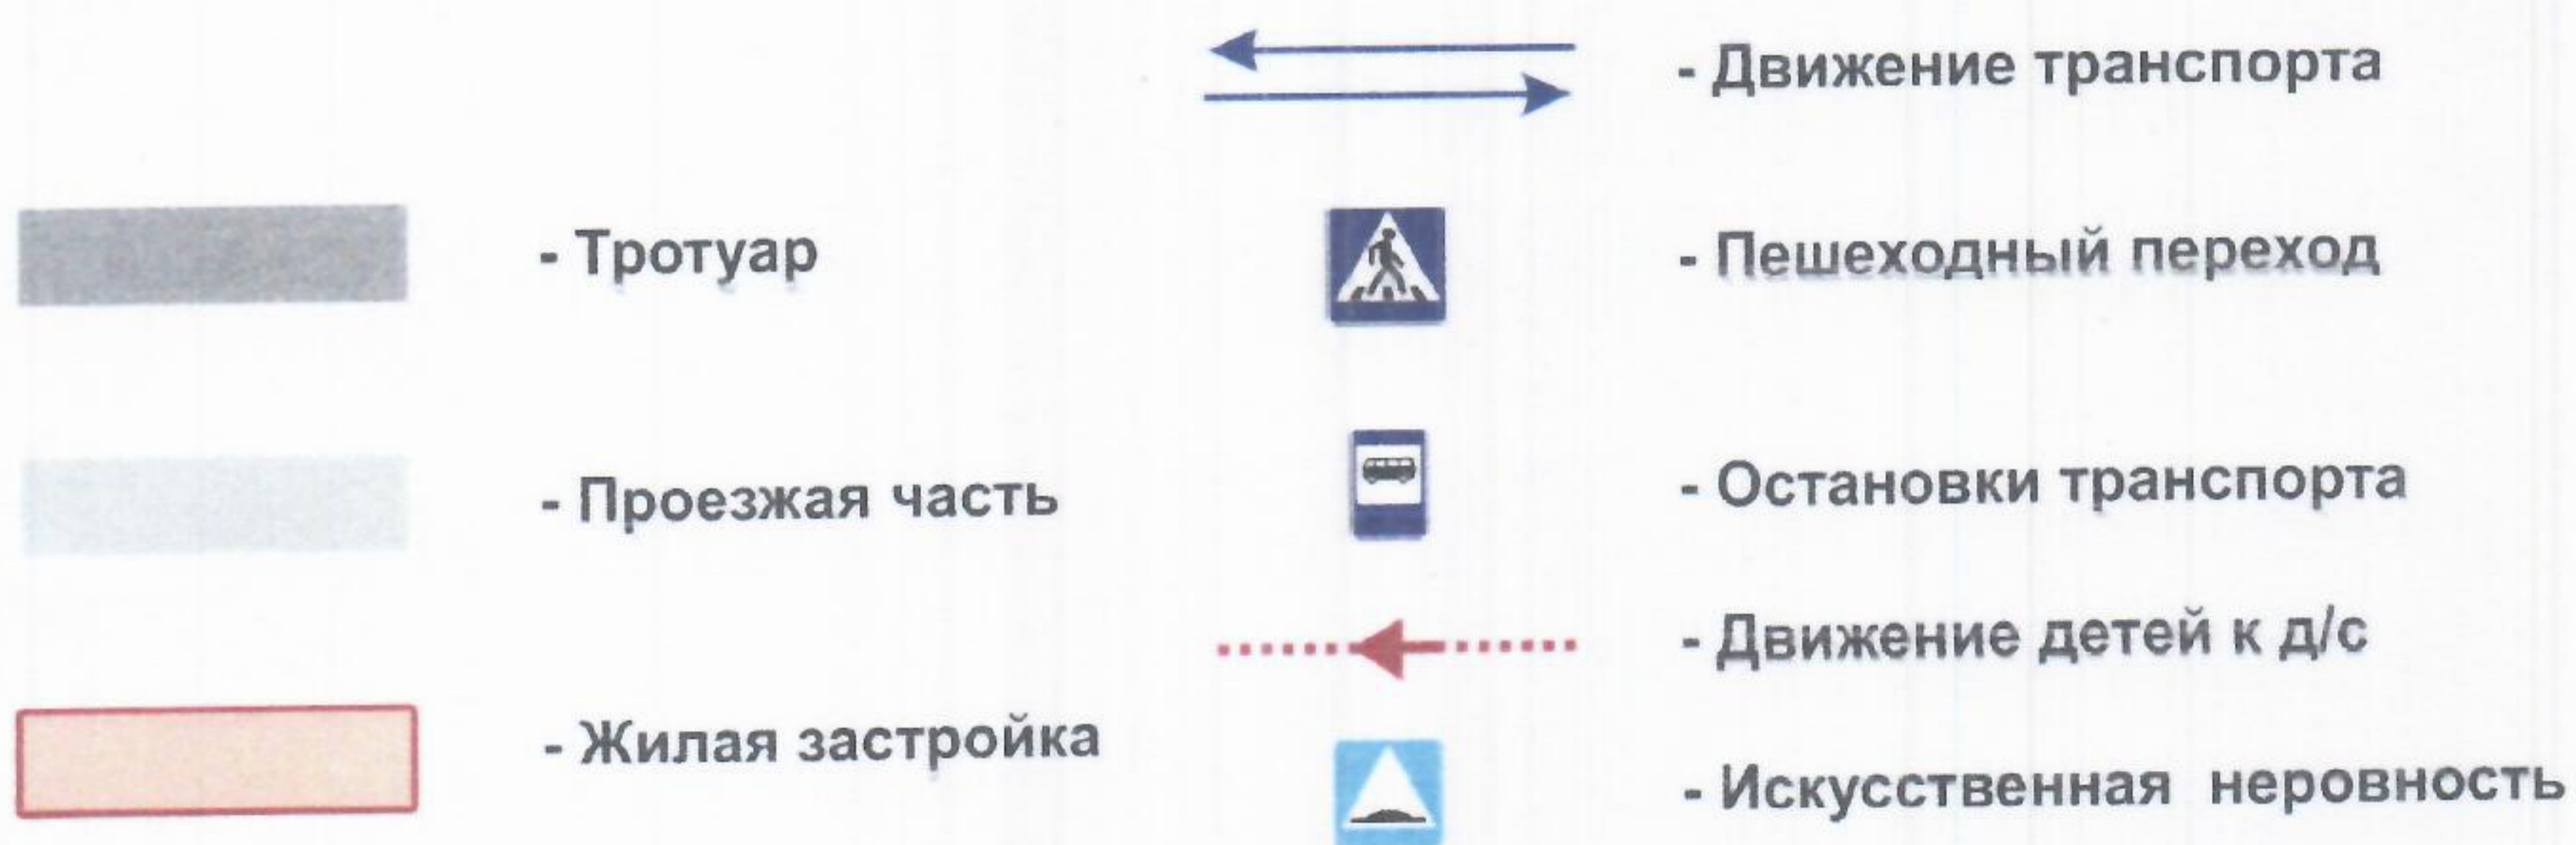 - Движение транспорта
- Тротуар
- Пешеходный переход
- Проезжая часть
- Остановки транспорта
- Движение детей к д/с
- Жилая застройка
- Искусственная неровность